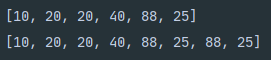 [10, 20, 20, 40, 88, 25]
[10, 20, 20, 40, 88, 25, 88, 25]